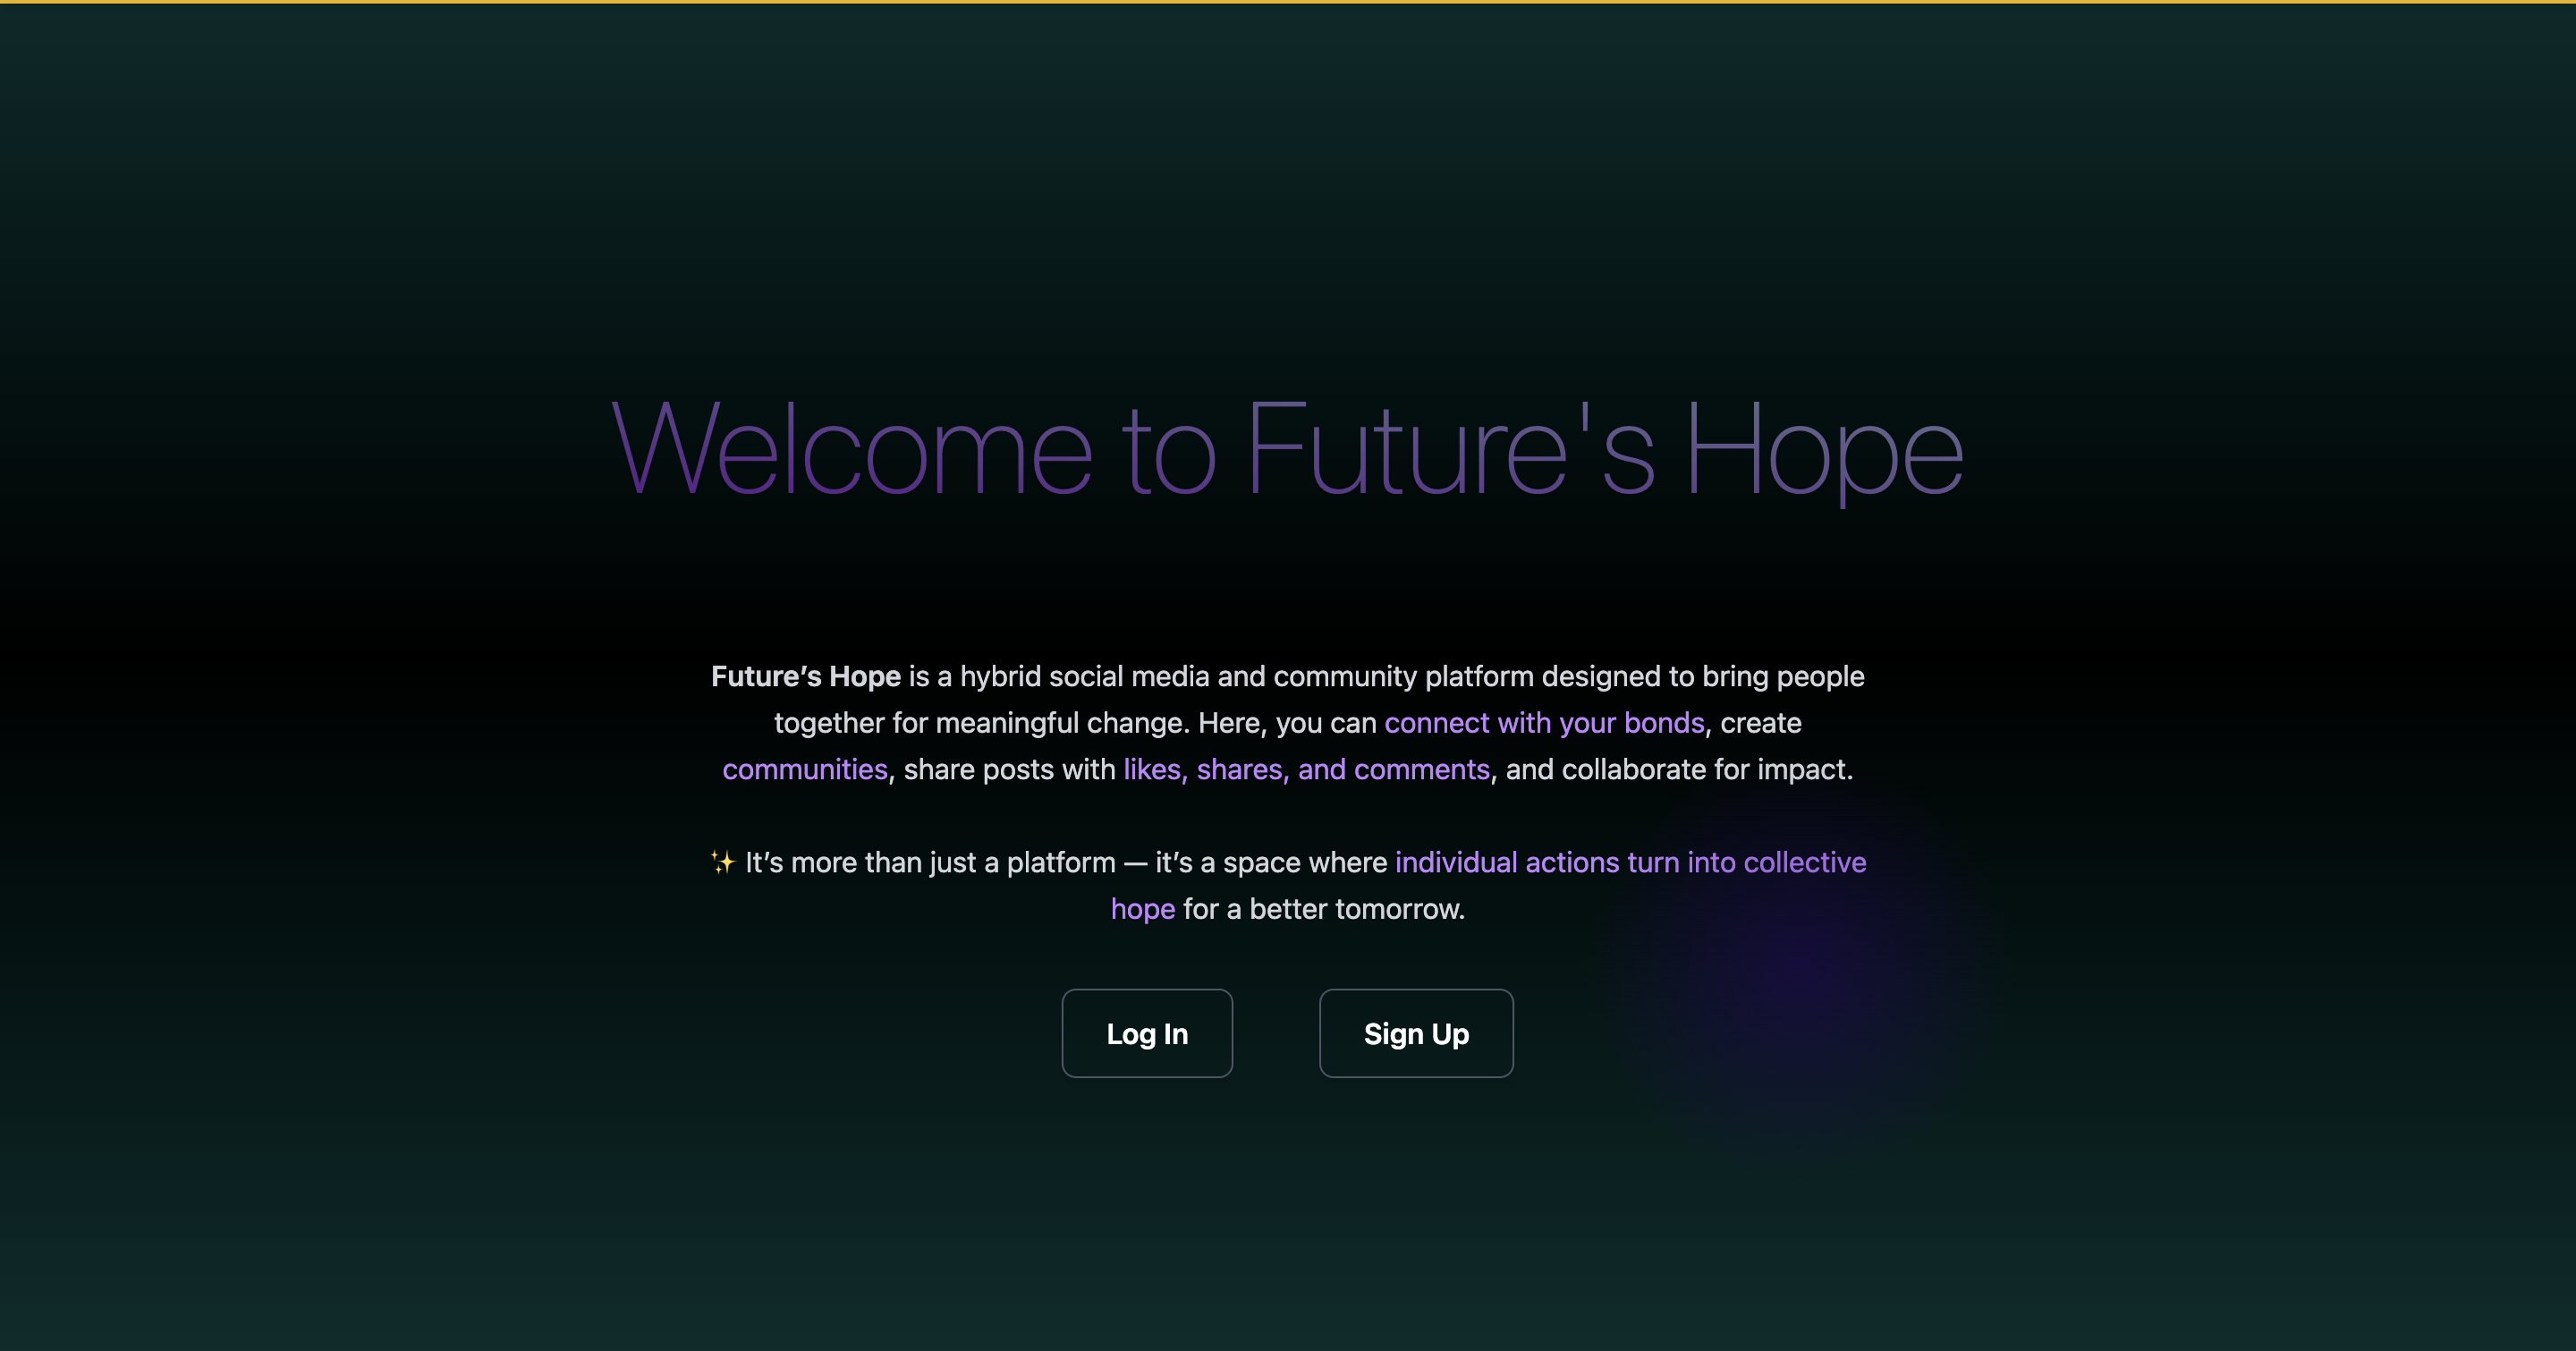 Welcome to Future's Hope
Future’s Hope is a hybrid social media and community platform designed to bring people
together for meaningful change. Here, you can connect with your bonds, create
communities, share posts with likes, shares, and comments, and collaborate for impact.
✨ It’s more than just a platform — it’s a space where individual actions turn into collective
hope for a better tomorrow.
Log In
Sign Up